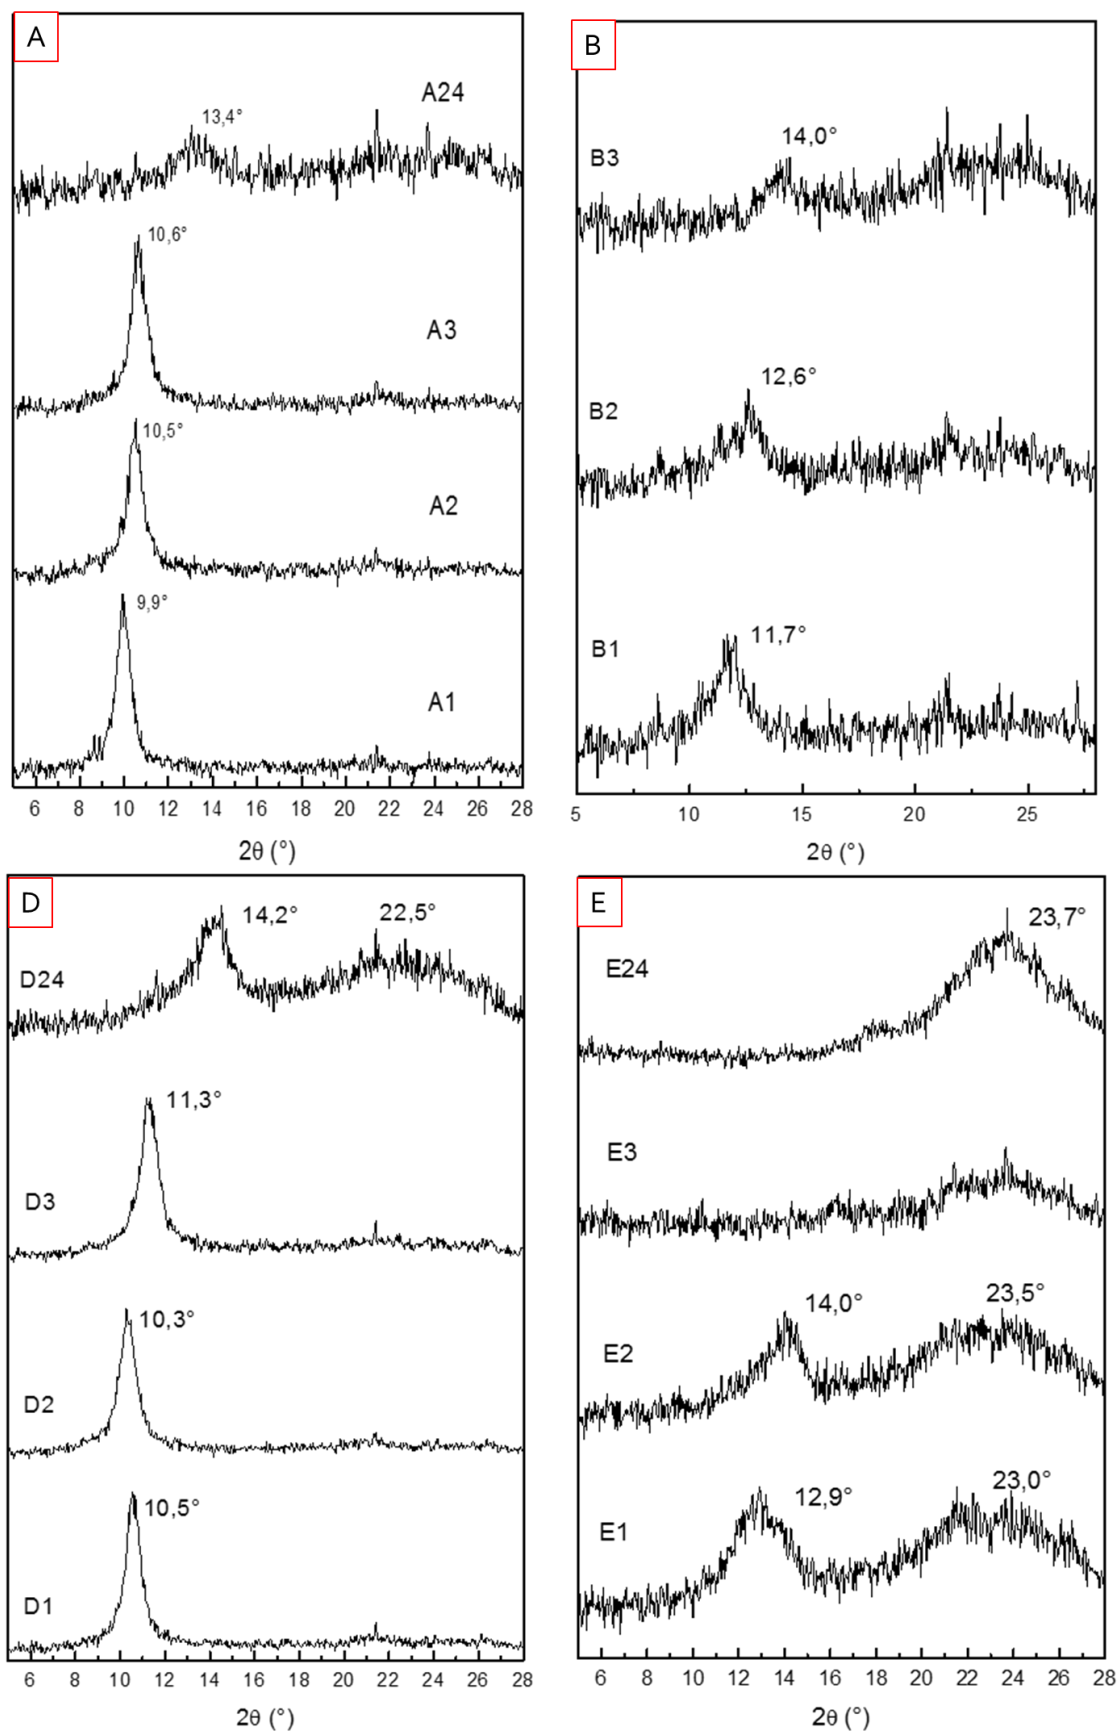 A
A24
13,4°
10,6°
A3
10,5°
A2
9,9°
A1
6 8 10 12 14 16 18 20 22 24 26 28
2θ (°)
B
B3
14,0°
B2
12,6°
B1
11,7°
5 10 15 20 25
2θ (°)
D
14,2°
22,5°
D24
11,3°
D3
10,3°
D2
10,5°
D1
6 8 10 12 14 16 18 20 22 24 26 28
2θ (°)
E
23,7°
E24
E3
14,0°
23,5°
E2
12,9°
23,0°
E1
6 8 10 12 14 16 18 20 22 24 26 28
2θ (°)